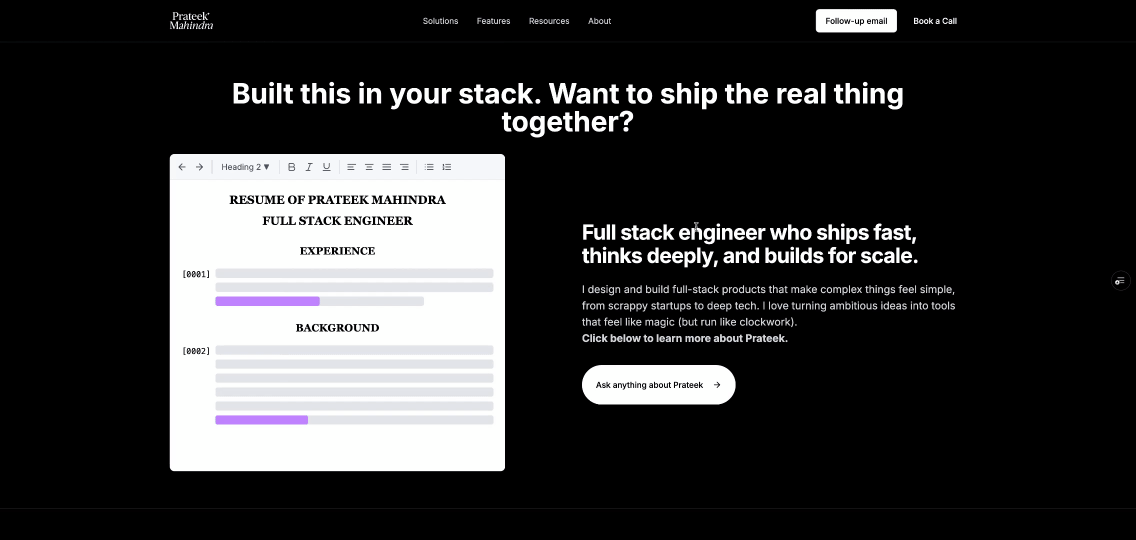 Prateek
Mahindra
Solutions
Features
Resources
About
Follow-up email
Book a Call
Built this in your stack. Want to ship the real thing
together?
Heading 2
B
I
U
RESUME OF PRATEEK MAHINDRA
FULL STACK ENGINEER
EXPERIENCE
[0001]
BACKGROUND
[0002]
Full stack engineer who ships fast,
thinks deeply, and builds for scale.
I design and build full-stack products that make complex things feel simple,
from scrappy startups to deep tech. I love turning ambitious ideas into tools
that feel like magic (but run like clockwork).
Click below to learn more about Prateek.
Ask anything about Prateek